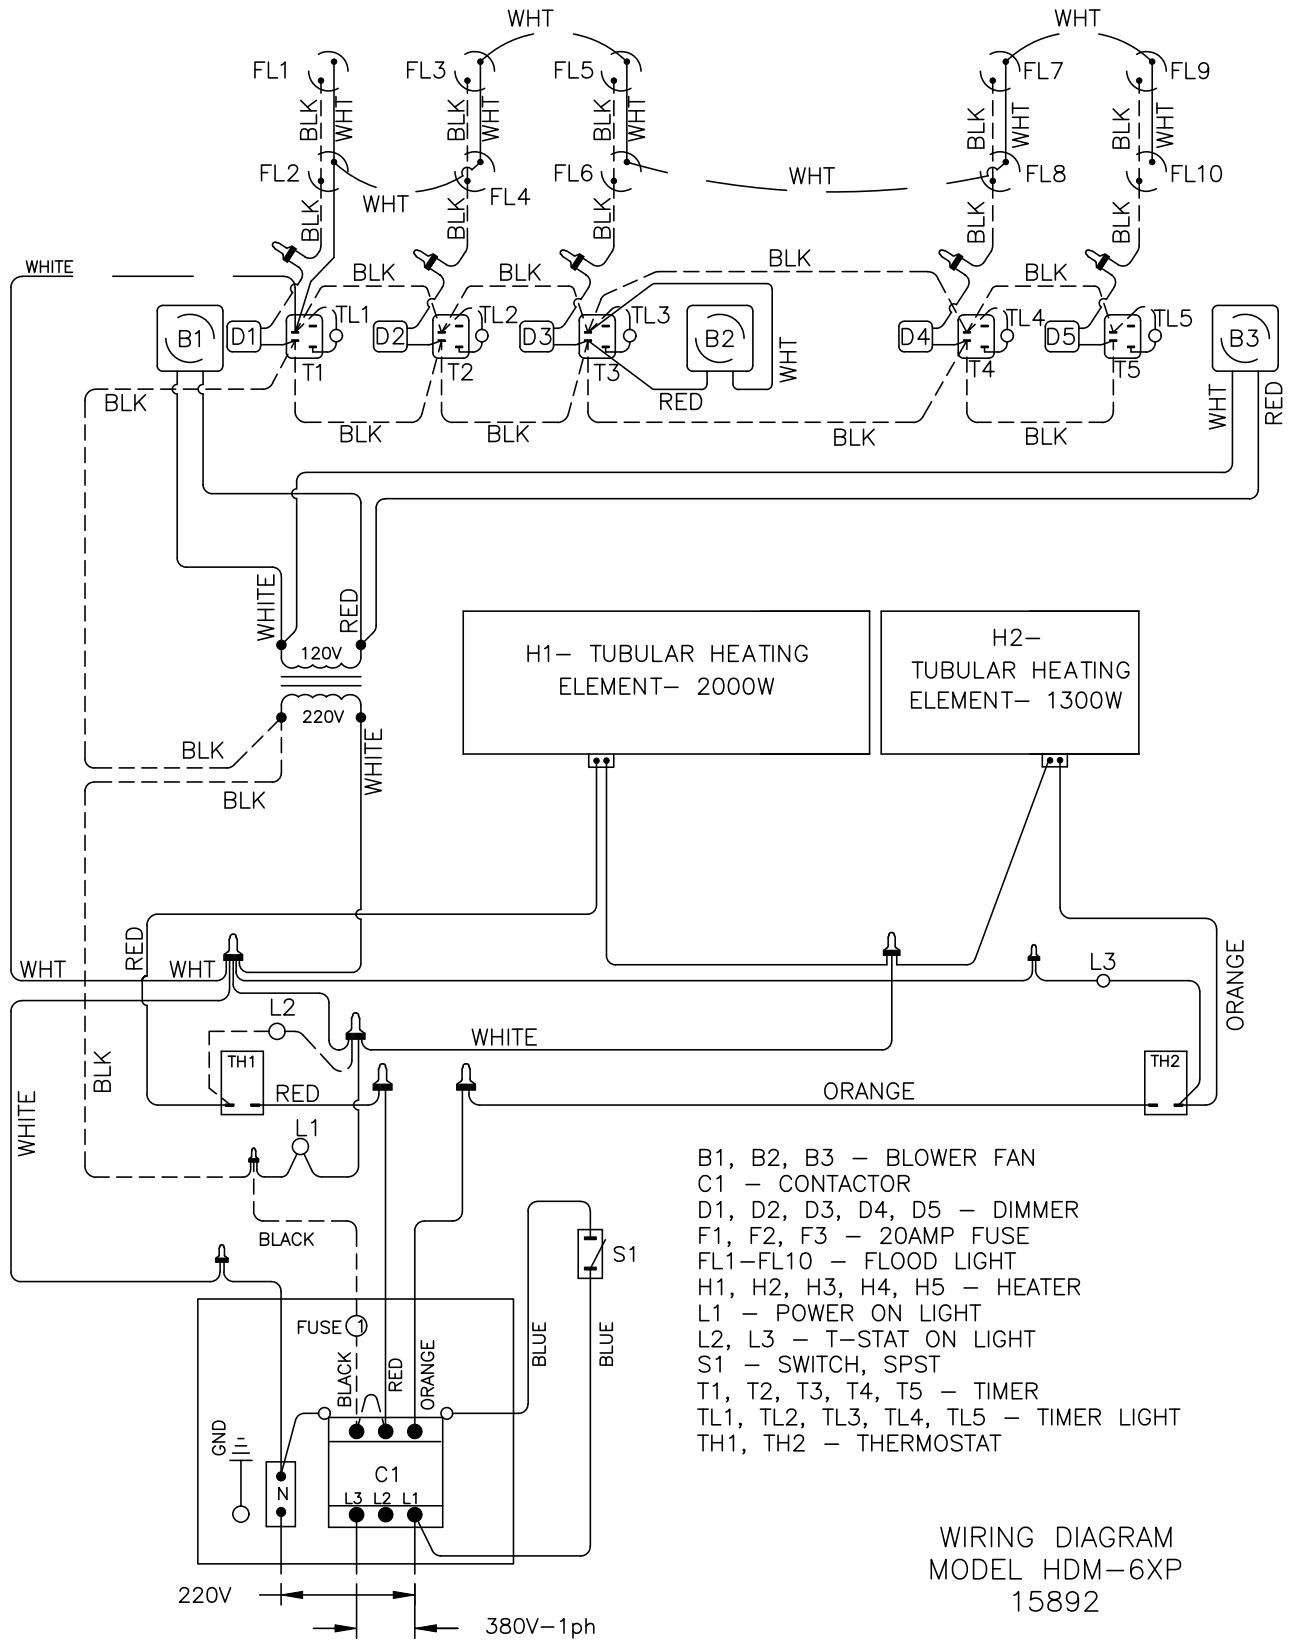 WHT WHT
FL1 FL3 FL5 FL7 FL9
BLK WHT BLK WHT BLK WHT BLK WHT BLK WHT
FL2 FL4 FL6 FL8 FL10
WHT WHT
BLK BLK BLK BLK BLK
WHITE BLK BLK BLK BLK
TL1 TL2 TL3 TL4 TL5
B1 D1 D2 D3 B2 D4 D5 B3
T1 T2 T3 T4 T5
WHT
BLK RED WHT RED
BLK BLK BLK BLK
WHITE RED
120V
220V
H1– TUBULAR HEATING
ELEMENT– 2000W
H2–
TUBULAR HEATING
ELEMENT– 1300W
BLK WHITE
BLK
RED
WHT WHT L3 ORANGE
L2
WHITE
BLK TH1 TH2
RED ORANGE
WHITE L1
BLACK
S1
FUSE 1
BLACK RED ORANGE BLUE BLUE
GND
C1
N L3 L2 L1
220V
380V–1ph
B1, B2, B3 – BLOWER FAN
C1 – CONTACTOR
D1, D2, D3, D4, D5 – DIMMER
F1, F2, F3 – 20AMP FUSE
FL1–FL10 – FLOOD LIGHT
H1, H2, H3, H4, H5 – HEATER
L1 – POWER ON LIGHT
L2, L3 – T–STAT ON LIGHT
S1 – SWITCH, SPST
T1, T2, T3, T4, T5 – TIMER
TL1, TL2, TL3, TL4, TL5 – TIMER LIGHT
TH1, TH2 – THERMOSTAT
WIRING DIAGRAM
MODEL HDM–6XP
15892